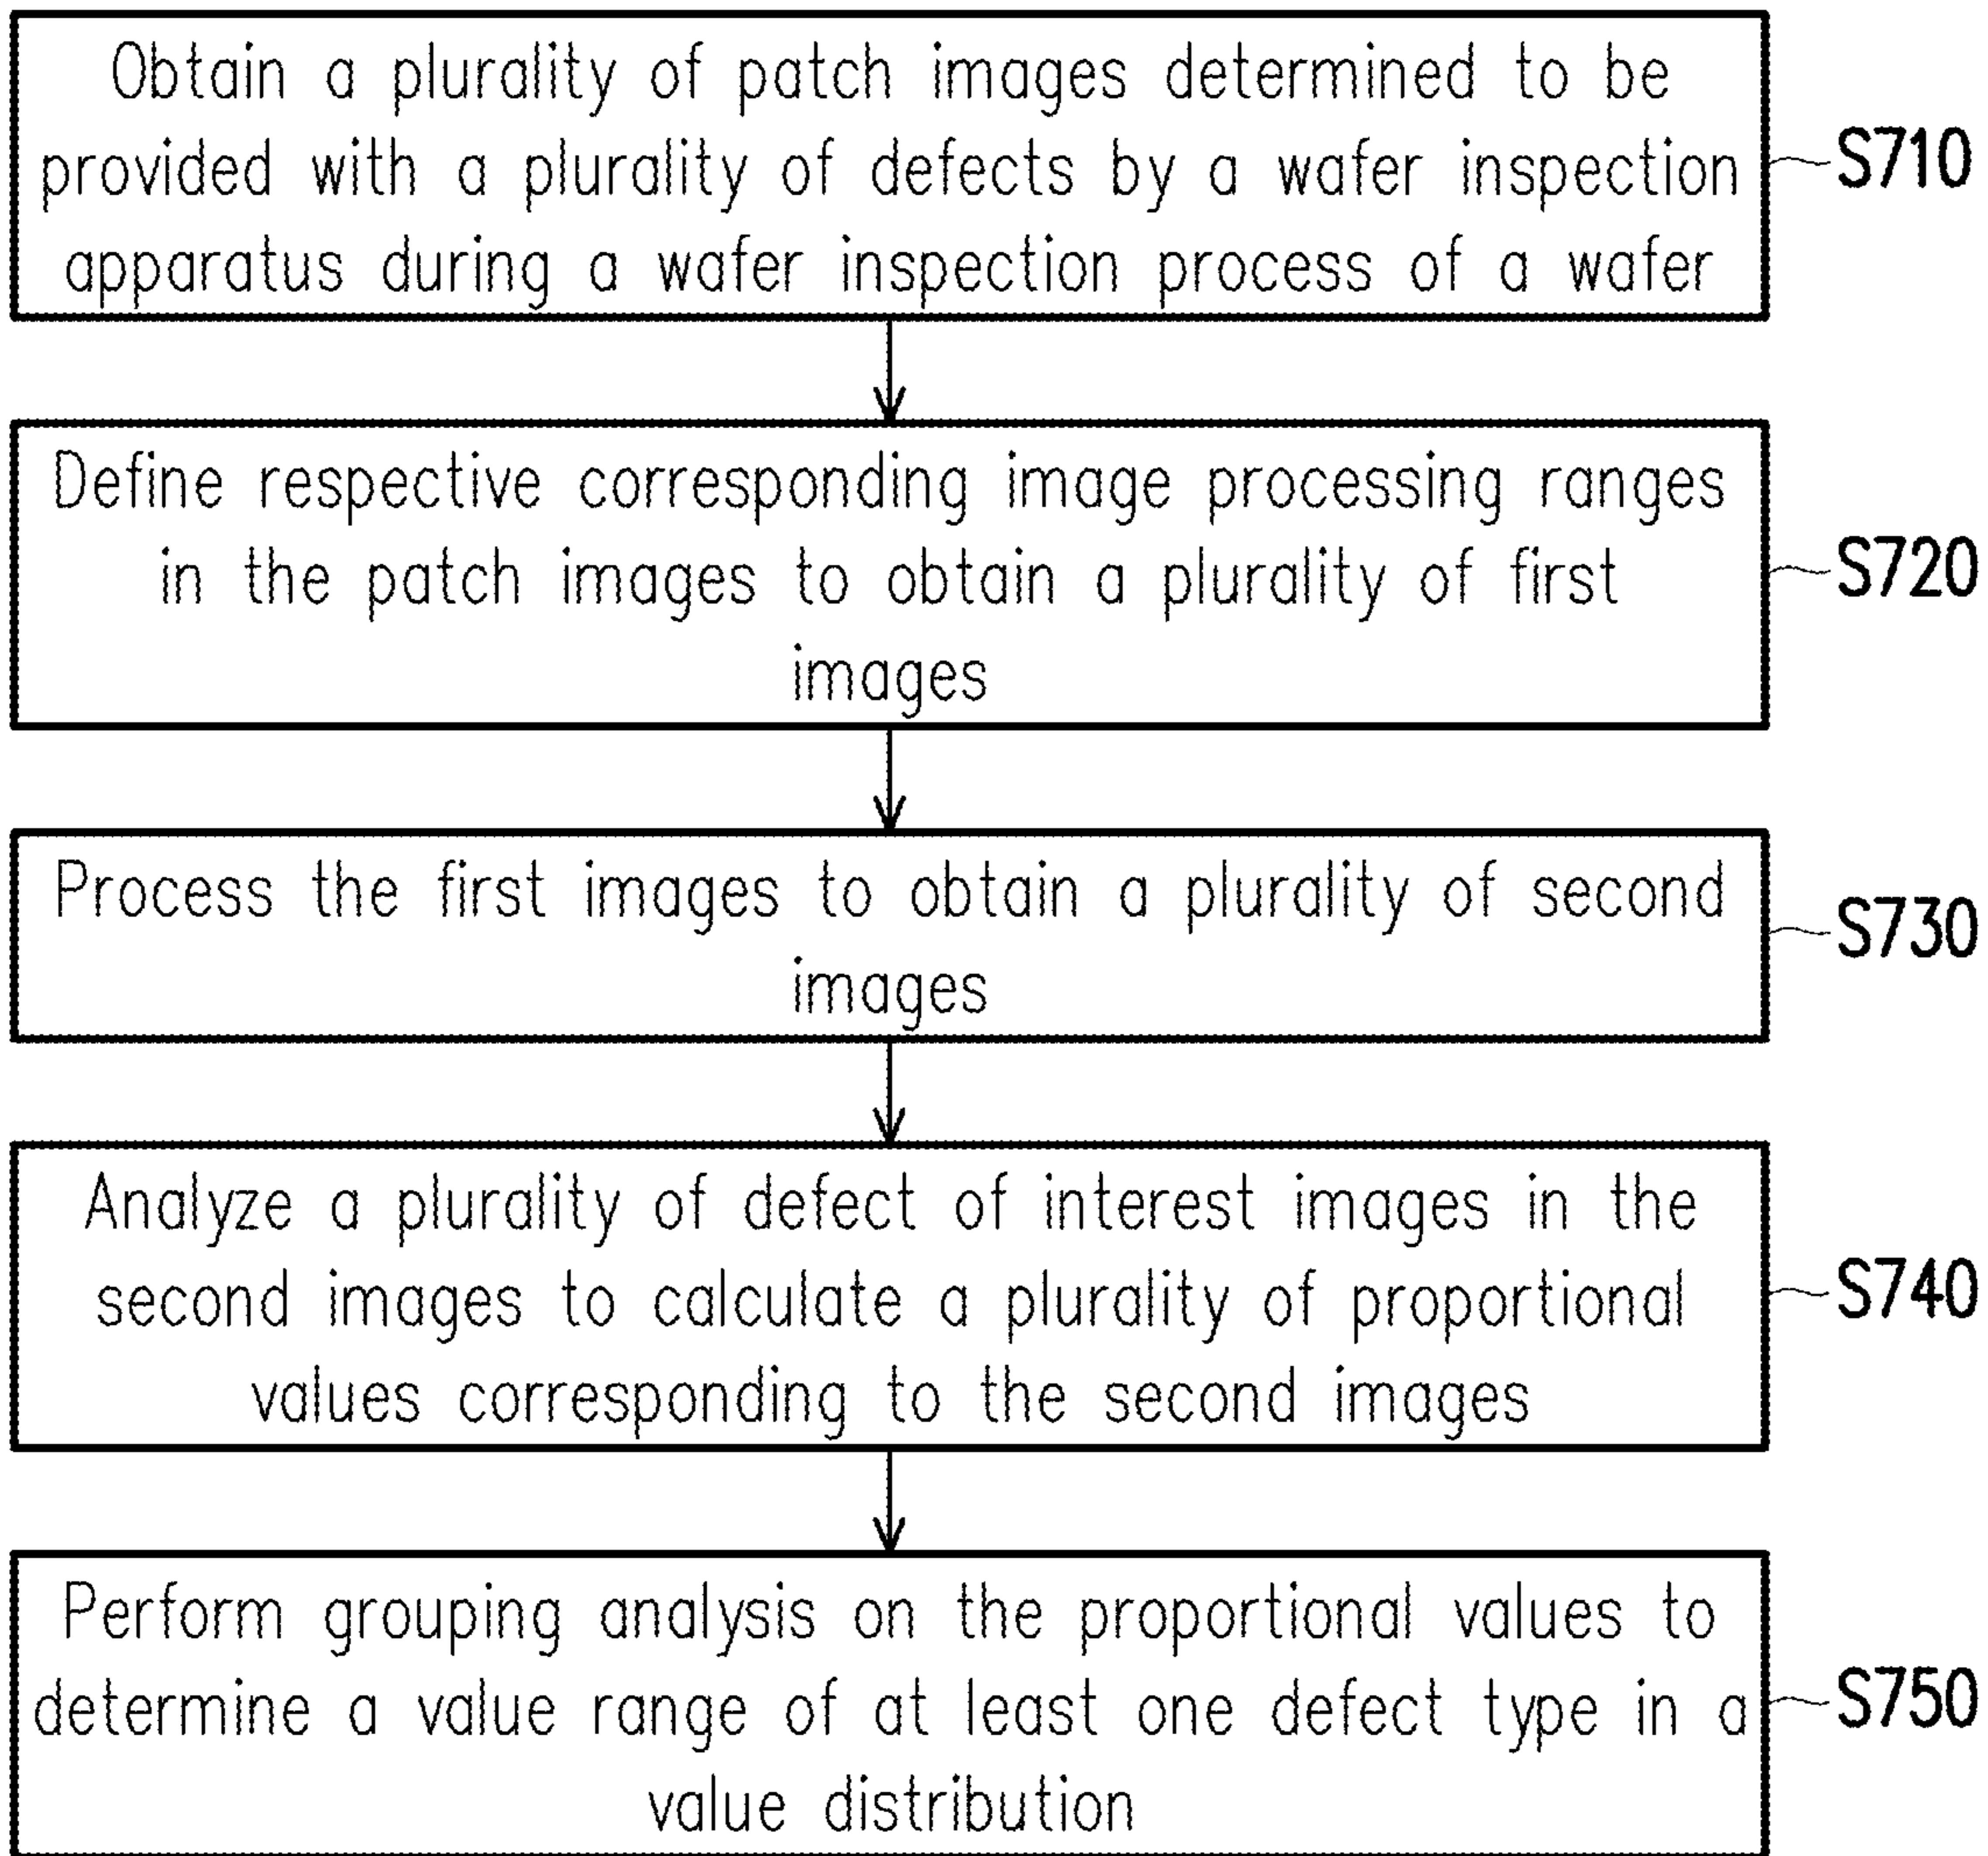 Obtain a plurality of patch images determined to be
provided with a plurality of defects by a wafer inspection
apparatus during a wafer inspection process of a wafer
S710
Define respective corresponding image processing ranges
in the patch images to obtain a plurality of first
images
S720
Process the first images to obtain a plurality of second
images
S730
Analyze a plurality of defect of interest images in the
second images to calculate a plurality of proportional
values corresponding to the second images
S740
Perform grouping analysis on the proportional values to
determine a value range of at least one defect type in a
value distribution
S750